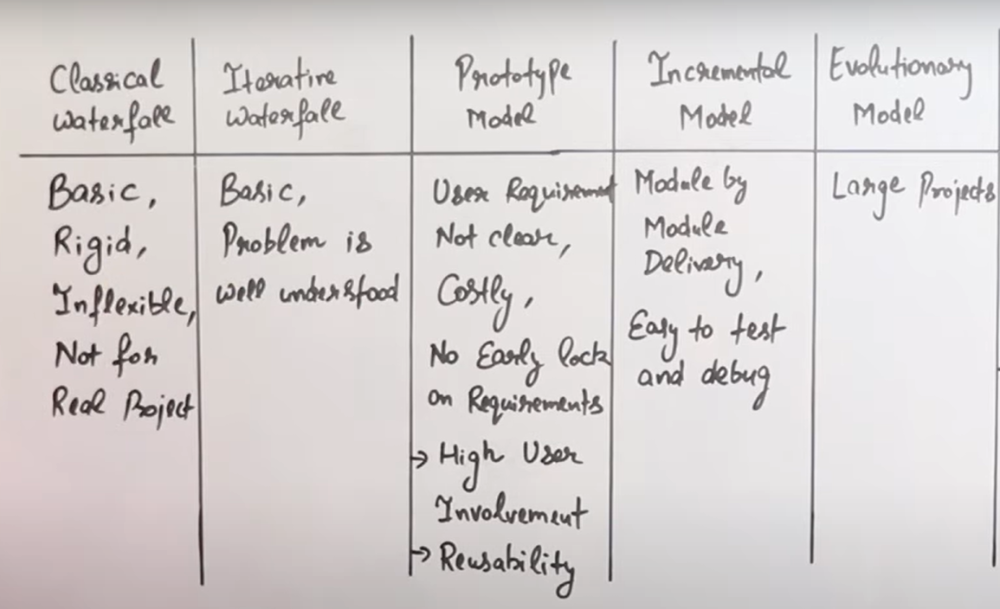 Classical
Waterfall
Iterative
Waterfall
Prototype
Model
Incremental
Model
Evolutionary
Model
Basic,
Rigid,
Inflexible,
Not for
Real Project
Basic,
Problem is
well understood
User Requirement
Not clear,
Costly,
No Early lock
on Requirements
→ High User
Involvement
→ Reusability
Module by
Module
Delivery,
Easy to test
and debug
Large Projects